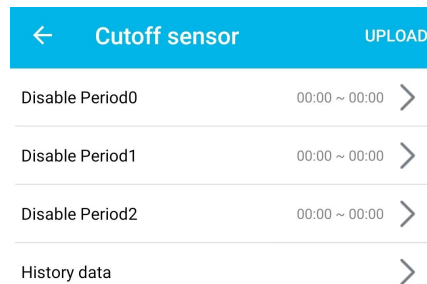 Cutoff sensor UPLOAD
Disable Period0 00:00 ~ 00:00
Disable Period1 00:00 ~ 00:00
Disable Period2 00:00 ~ 00:00
History data